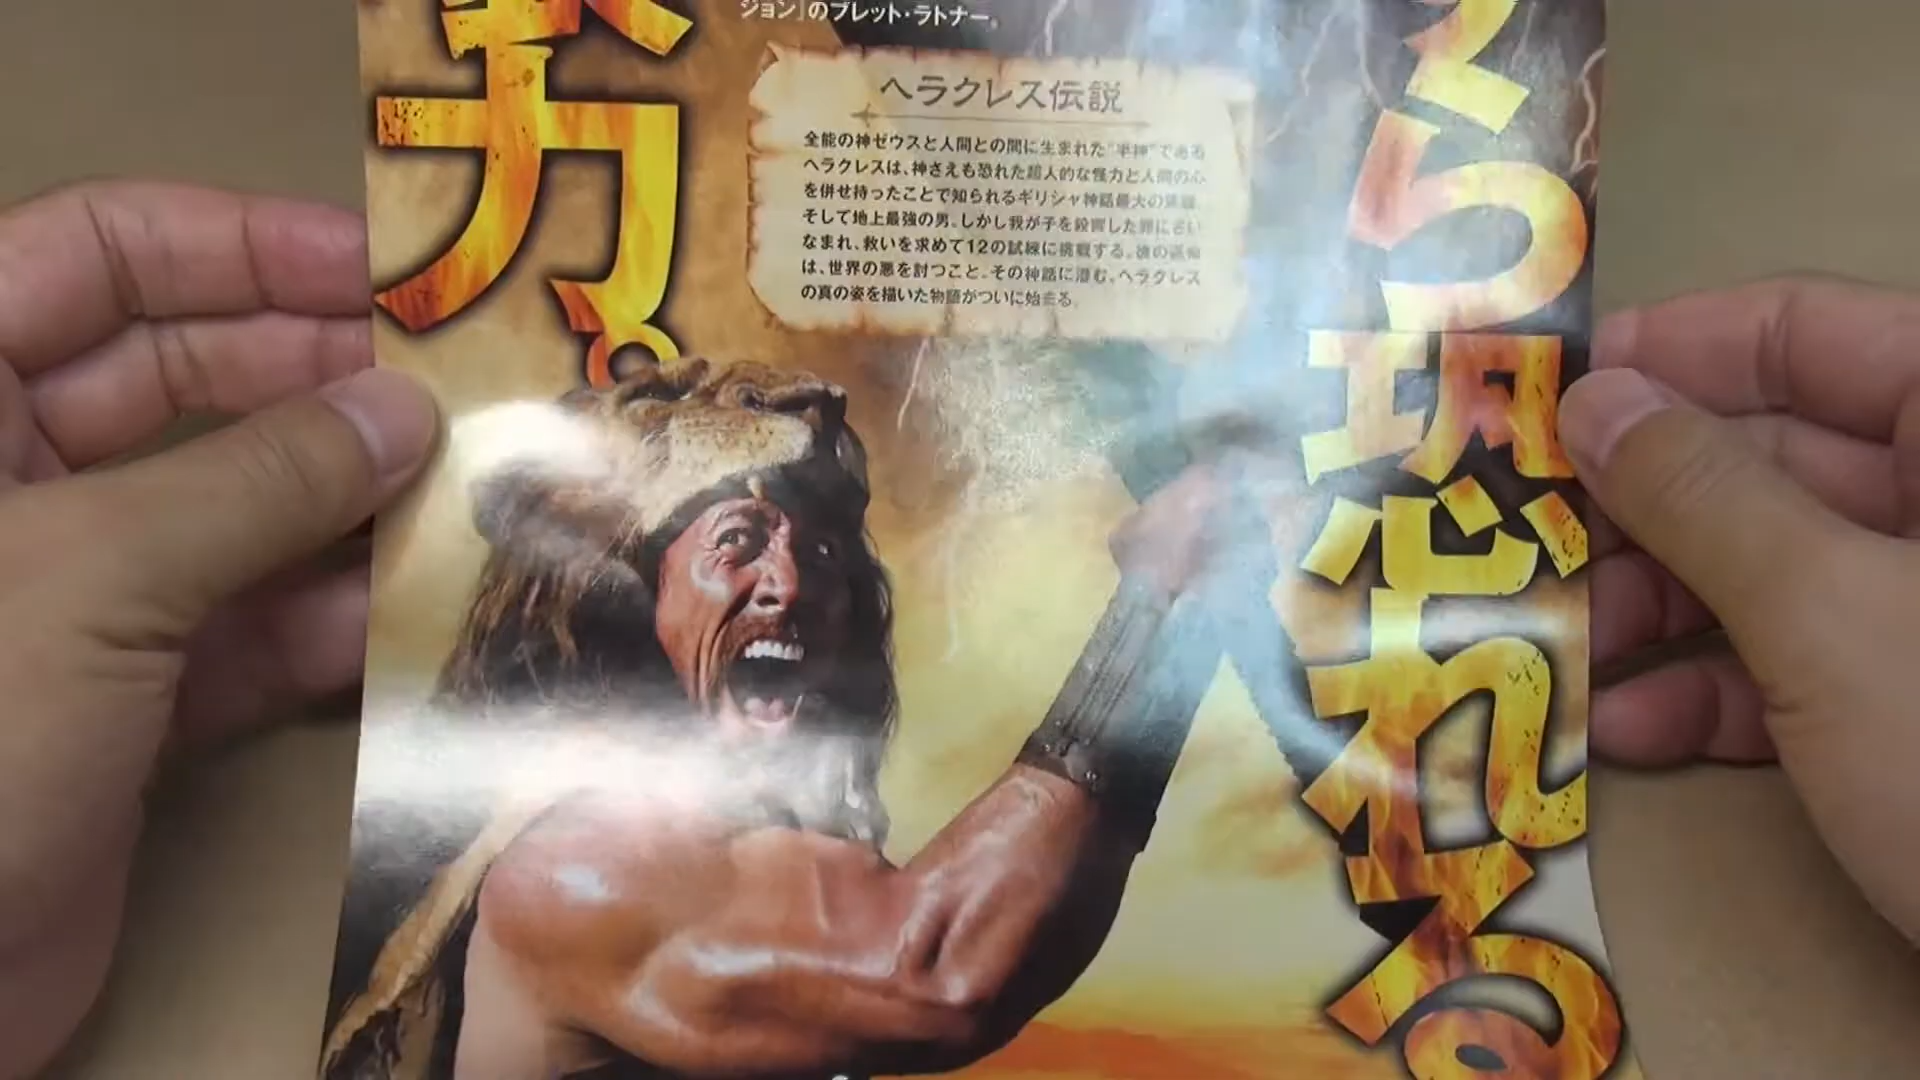 ジョン』のブレット・ラトナー。
ヘラクレス伝説
全能の神ゼウスと人間との間に生まれた“半神”である
ヘラクレスは、神さえも恐れた超人的な怪力と人間の心
を併せ持ったことで知られるギリシャ神話最大の英雄、
そして地上最強の男。しかし我が子を殺害した罪にさい
なまれ、救いを求めて12の試練に挑戦する。彼の運命
は、世界の悪を討つこと。その神話に潜む、ヘラクレス
の真の姿を描いた物語がついに始まる。
ら恐れる
力。